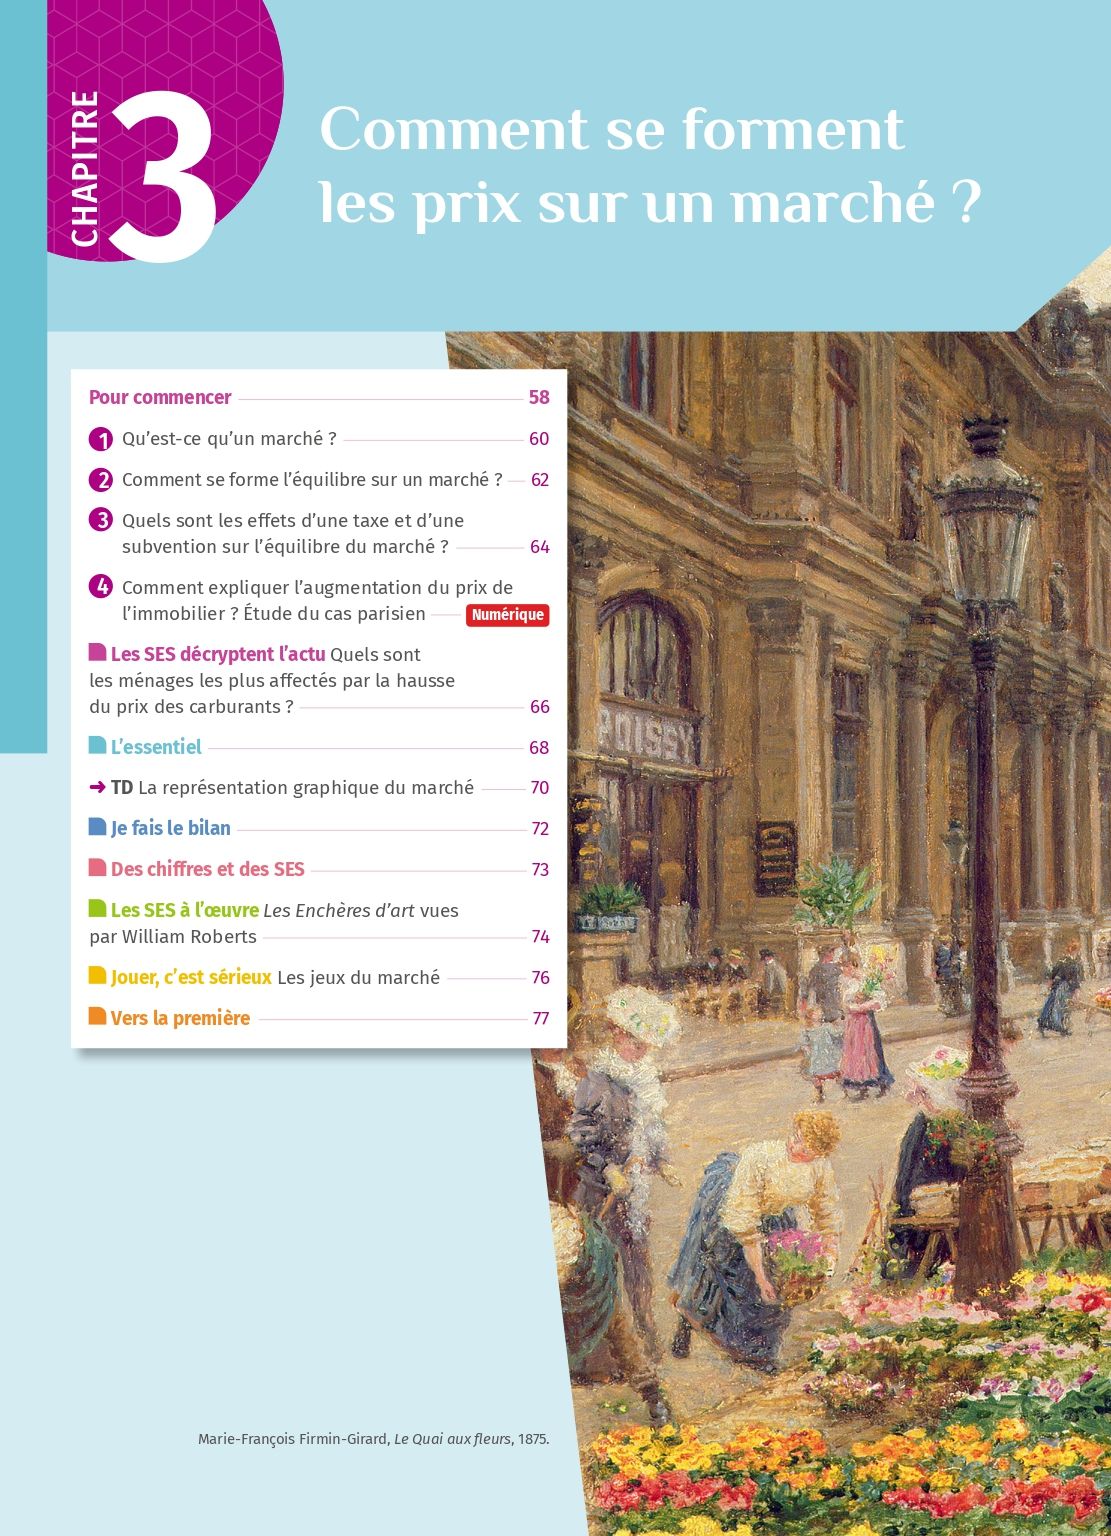 CHAPITRE 3
Comment se forment
les prix sur un marché ?
Pour commencer 58
1 Qu’est-ce qu’un marché ? 60
2 Comment se forme l’équilibre sur un marché ? 62
3 Quels sont les effets d’une taxe et d’une
subvention sur l’équilibre du marché ? 64
4 Comment expliquer l’augmentation du prix de
l’immobilier ? Étude du cas parisien Numérique
Les SES décryptent l’actu Quels sont
les ménages les plus affectés par la hausse
du prix des carburants ? 66
L’essentiel 68
➜ TD La représentation graphique du marché 70
Je fais le bilan 72
Des chiffres et des SES 73
Les SES à l’œuvre Les Enchères d’art vues
par William Roberts 74
Jouer, c’est sérieux Les jeux du marché 76
Vers la première 77
POISSY
Marie-François Firmin-Girard, Le Quai aux fleurs, 1875.